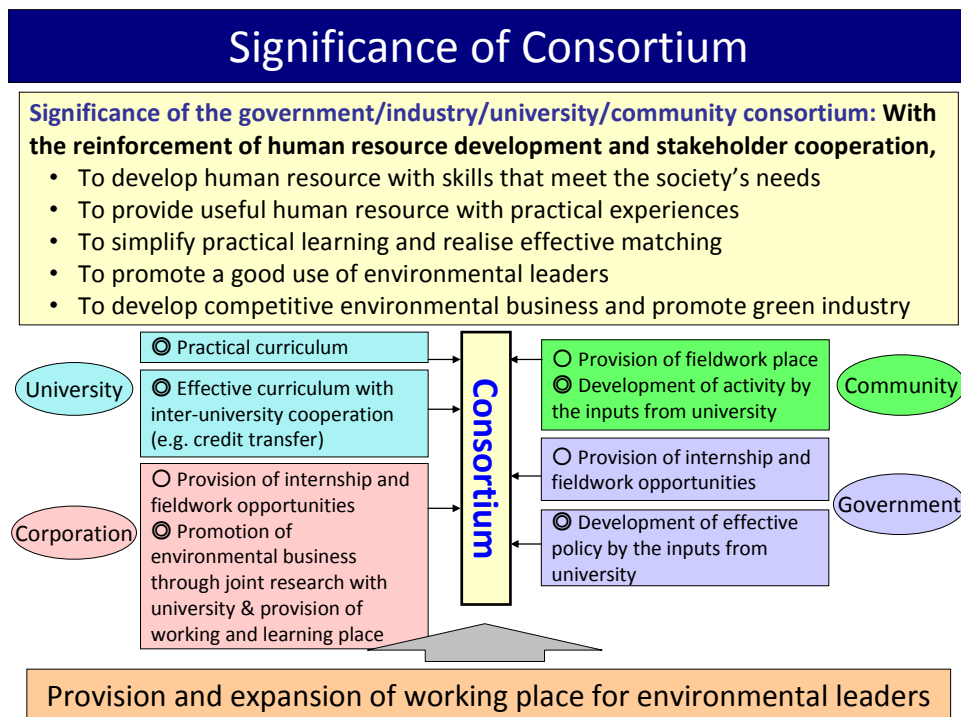 Significance of Consortium
Significance of the government/industry/university/community consortium: With
the reinforcement of human resource development and stakeholder cooperation,
• To develop human resource with skills that meet the society’s needs
• To provide useful human resource with practical experiences
• To simplify practical learning and realise effective matching
• To promote a good use of environmental leaders
• To develop competitive environmental business and promote green industry
University
◎ Practical curriculum
◎ Effective curriculum with
inter-university cooperation
(e.g. credit transfer)
Corporation
○ Provision of internship and
fieldwork opportunities
◎ Promotion of
environmental business
through joint research with
university & provision of
working and learning place
Consortium
○ Provision of fieldwork place
◎ Development of activity by
the inputs from university
Community
○ Provision of internship and
fieldwork opportunities
◎ Development of effective
policy by the inputs from
university
Government
Provision and expansion of working place for environmental leaders